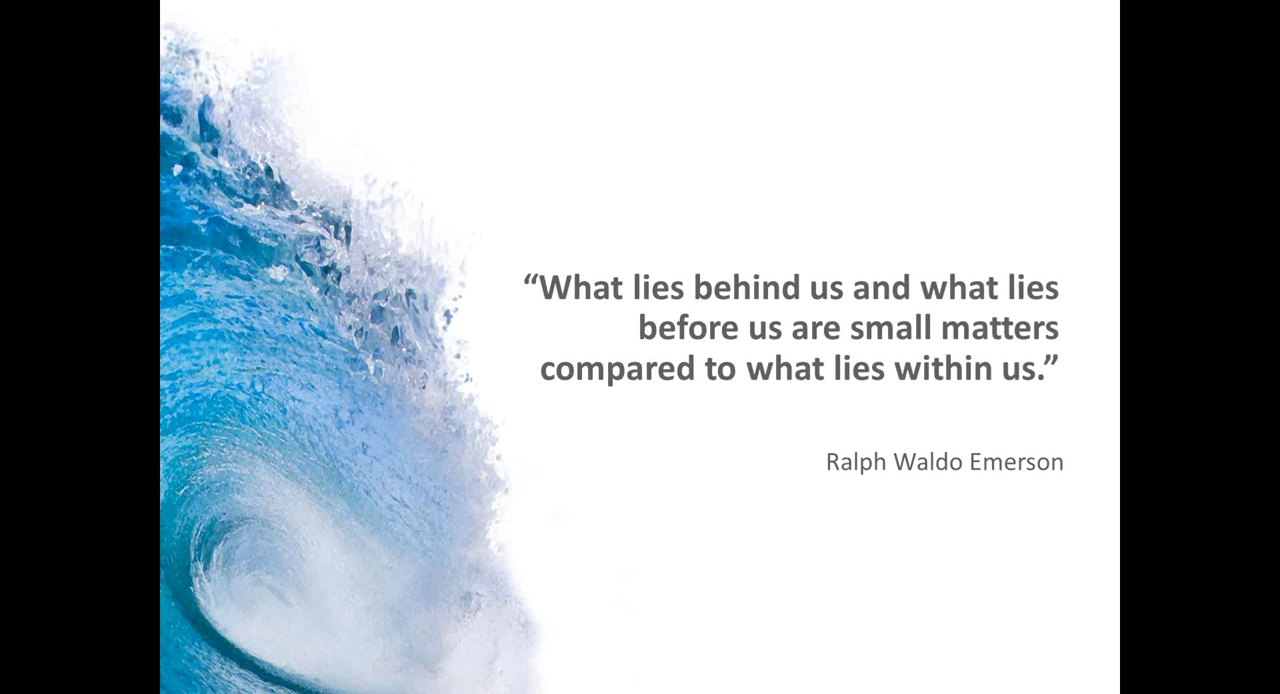 “What lies behind us and what lies
before us are small matters
compared to what lies within us.”
Ralph Waldo Emerson